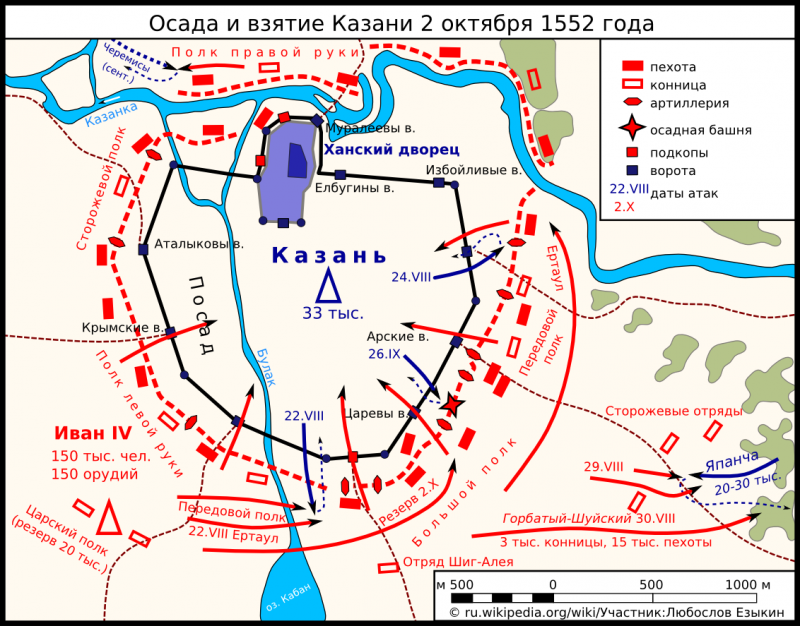 Осада и взятие Казани 2 октября 1552 года
Черемисы
(сент.)
Полк правой руки
Казанка
Муралеевы в.
Ханский дворец
Елбугины в.
Избойливые в.
пехота
конница
артиллерия
осадная башня
подкопы
ворота
22.VIII
даты атак
2.X
Сторожевой полк
Аталыковы в.
Казань
33 тыс.
24.VIII
Ертаул
Посад
Крымские в.
Арские в.
Передовой
полк
26.IX
Булак
Полк левой руки
22.VIII
Царевы в.
Иван IV
150 тыс. чел.
150 орудий
Сторожевые отряды
29.VIII
Япанча
20-30 тыс.
Царский полк
(резерв 20 тыс.)
Передовой полк
22.VIII Ертаул
Резерв 2.X
Большой полк
Горбатый-Шуйский 30.VIII
3 тыс. конницы, 15 тыс. пехоты
Отряд Шиг-Алея
оз. Кабан
м 500 0 500 1000 м
© ru.wikipedia.org/wiki/Участник:Любослов Езыкин